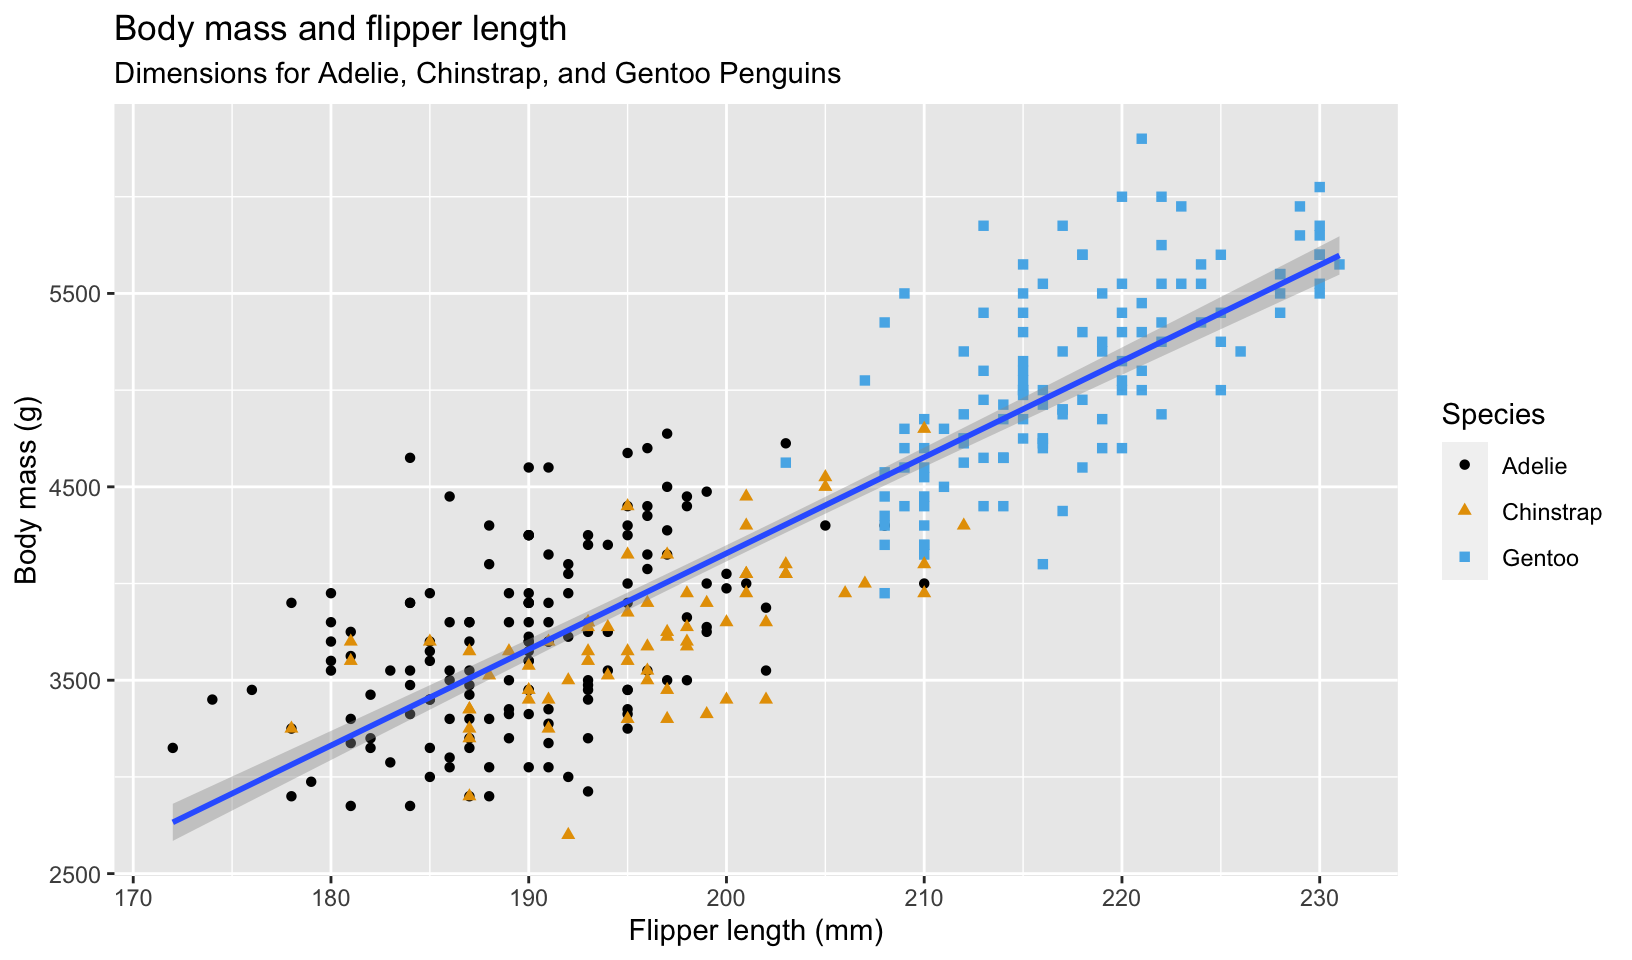 Body mass and flipper length
Dimensions for Adelie, Chinstrap, and Gentoo Penguins
Body mass (g)
5500
4500
3500
2500
170 180 190 200 210 220 230
Flipper length (mm)
Species
Adelie
Chinstrap
Gentoo